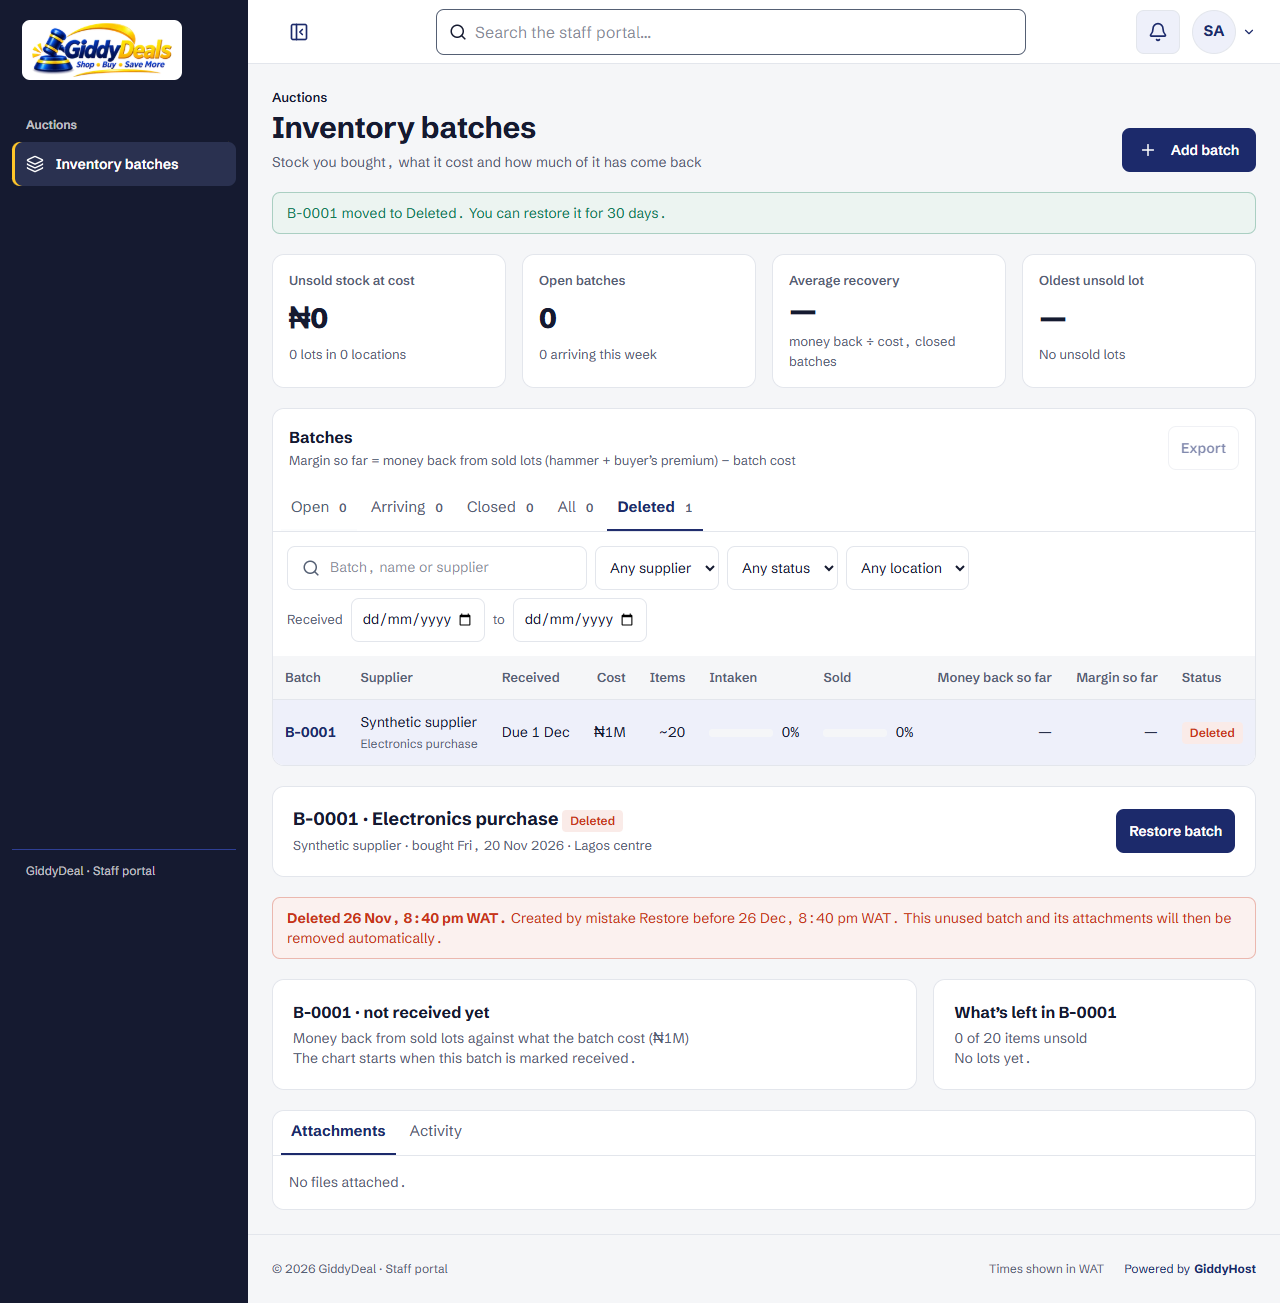 GiddyDeals
Shop • Buy • Save More
Search the staff portal...
SA
Auctions
Inventory batches
Auctions
Inventory batches
Stock you bought, what it cost and how much of it has come back
Add batch
B-0001 moved to Deleted. You can restore it for 30 days.
Unsold stock at cost
₦0
0 lots in 0 locations
Open batches
0
0 arriving this week
Average recovery
—
money back ÷ cost, closed
batches
Oldest unsold lot
—
No unsold lots
Batches
Margin so far = money back from sold lots (hammer + buyer’s premium) − batch cost
Export
Open 0 Arriving 0 Closed 0 All 0 Deleted 1
Batch, name or supplier Any supplier Any status Any location
Received dd/mm/yyyy to dd/mm/yyyy
Batch Supplier Received Cost Items Intaken Sold Money back so far Margin so far Status
B-0001 Synthetic supplier Due 1 Dec ₦1M ~20 0% 0% — — Deleted
Electronics purchase
B-0001 · Electronics purchase Deleted
Synthetic supplier · bought Fri, 20 Nov 2026 · Lagos centre
Restore batch
Deleted 26 Nov, 8:40 pm WAT. Created by mistake Restore before 26 Dec, 8:40 pm WAT. This unused batch and its attachments will then be
removed automatically.
B-0001 · not received yet
Money back from sold lots against what the batch cost (₦1M)
The chart starts when this batch is marked received.
What’s left in B-0001
0 of 20 items unsold
No lots yet.
Attachments Activity
No files attached.
GiddyDeal · Staff portal
© 2026 GiddyDeal · Staff portal
Times shown in WAT Powered by GiddyHost